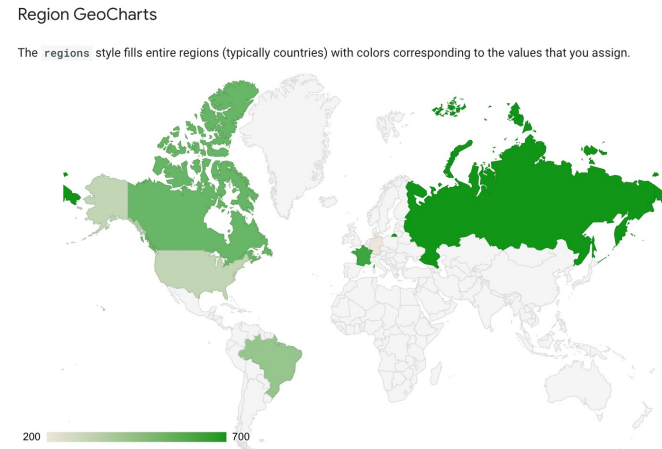 Region GeoCharts
The regions style fills entire regions (typically countries) with colors corresponding to the values that you assign.
200 700